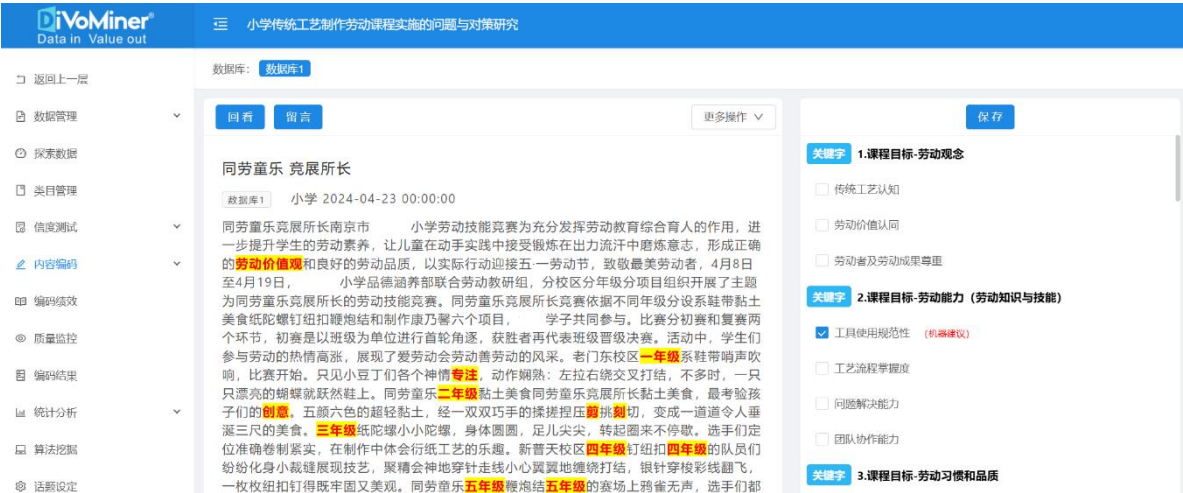 DiVoMiner®
Data in Value out
小学传统工艺制作劳动课程实施的问题与对策研究
返回上一层
数据管理
探索数据
类目管理
信度测试
内容编码
编码绩效
质量监控
编码结果
统计分析
算法挖掘
话题设定
数据库： 数据库1
回看 留言 更多操作
同劳童乐 竞展所长
数据库1 小学 2024-04-23 00:00:00
同劳童乐竞展所长南京市 小学劳动技能竞赛为充分发挥劳动教育综合育人的作用，进
一步提升学生的劳动素养，让儿童在动手实践中接受锻炼在出力流汗中磨炼意志，形成正确
的劳动价值观和良好的劳动品质，以实际行动迎接五一劳动节，致敬最美劳动者，4月8日
至4月19日， 小学品德涵养部联合劳动教研组，分校区分年级分项目组织开展了主题
为同劳童乐竞展所长的劳动技能竞赛。同劳童乐竞展所长竞赛依据不同年级分设系鞋带黏土
美食纸陀螺钉纽扣鞭炮结和制作康乃馨六个项目， 学子共同参与。比赛分初赛和复赛两
个环节，初赛是以班级为单位进行首轮角逐，获胜者再代表班级晋级决赛。活动中，学生们
参与劳动的热情高涨，展现了爱劳动会劳动善劳动的风采。老门东校区一年级系鞋带哨声吹
响，比赛开始。只见小豆丁们各个神情专注，动作娴熟：左拉右绕交叉打结，不多时，一只
只漂亮的蝴蝶就跃然鞋上。同劳童乐二年级黏土美食同劳童乐竞展所长黏土美食，最考验孩
子们的创意。五颜六色的超轻黏土，经一双双巧手的揉搓捏压剪挑刻切，变成一道道令人垂
涎三尺的美食。三年级纸陀螺小小陀螺，身体圆圆，足儿尖尖，转起圈来不停歇。选手们定
位准确卷制紧实，在制作中体会衍纸工艺的乐趣。新普天校区四年级钉纽扣四年级的队员们
纷纷化身小裁缝展现技艺，聚精会神地穿针走线小心翼翼地缠绕打结，银针穿梭彩线翻飞，
一枚枚纽扣钉得既牢固又美观。同劳童乐五年级鞭炮结五年级的赛场上鸦雀无声，选手们都
保存
关键字 1.课程目标-劳动观念
传统工艺认知
劳动价值认同
劳动者及劳动成果尊重
关键字 2.课程目标-劳动能力（劳动知识与技能）
工具使用规范性 (机器建议)
工艺流程掌握度
问题解决能力
团队协作能力
关键字 3.课程目标-劳动习惯和品质